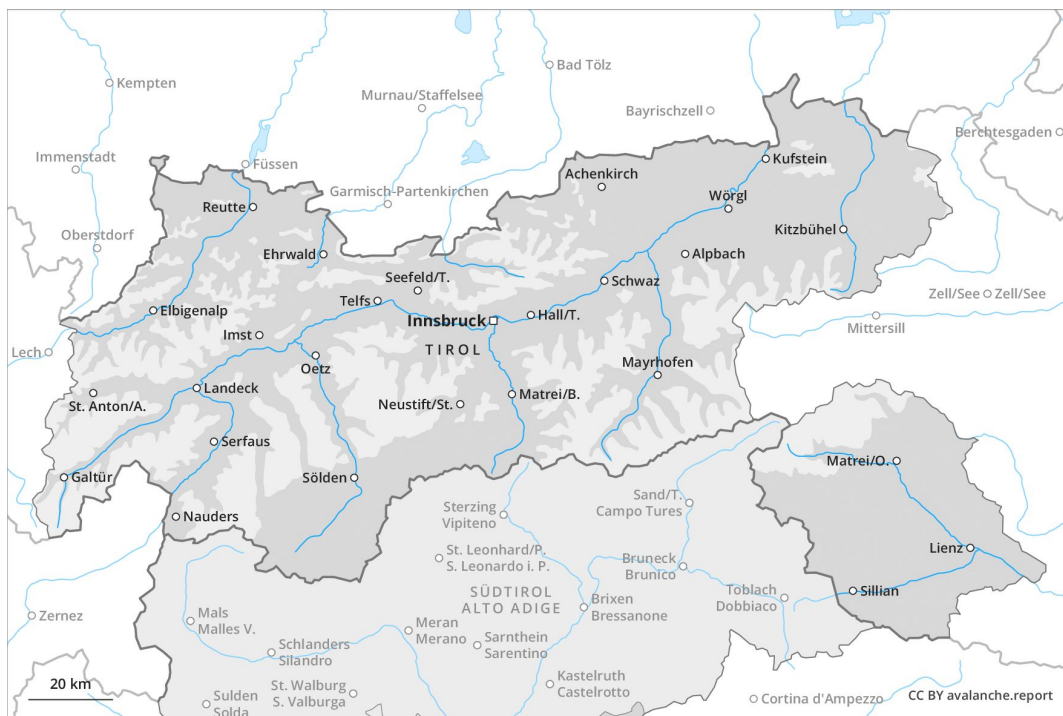 Kempten
Bad Tölz
Murnau/Staffelsee
Bayrischzell
Berchtesgaden
Immenstadt
Füssen
Kufstein
Achenkirch
Garmisch-Partenkirchen
Reutte
Wörgl
Oberstdorf
Kitzbühel
Ehrwald
Alpbach
Seefeld/T.
Schwaz
Zell/See
Zell/See
Telfs
Elbigenalp
Innsbruck
Hall/T.
Mittersill
Imst
TIROL
Lech
Oetz
Mayrhofen
Landeck
St. Anton/A.
Neustift/St.
Matrei/B.
Serfaus
Matrei/O.
Galtür
Sölden
Sand/T.
Campo Tures
Sterzing
Vipiteno
Nauders
Lienz
St. Leonhard/P.
S. Leonardo i. P.
Bruneck
Brunico
SÜDTIROL
ALTO ADIGE
Sillian
Toblach
Dobbiaco
Brixen
Bressanone
Zernez
Mals
Malles V.
Meran
Merano
Sarnthein
Sarentino
Schlanders
Silandro
Kastelruth
Castelrotto
20 km
St. Walburg
S. Valburga
Sulden
Solda
Cortina d'Ampezzo
CC BY avalanche.report